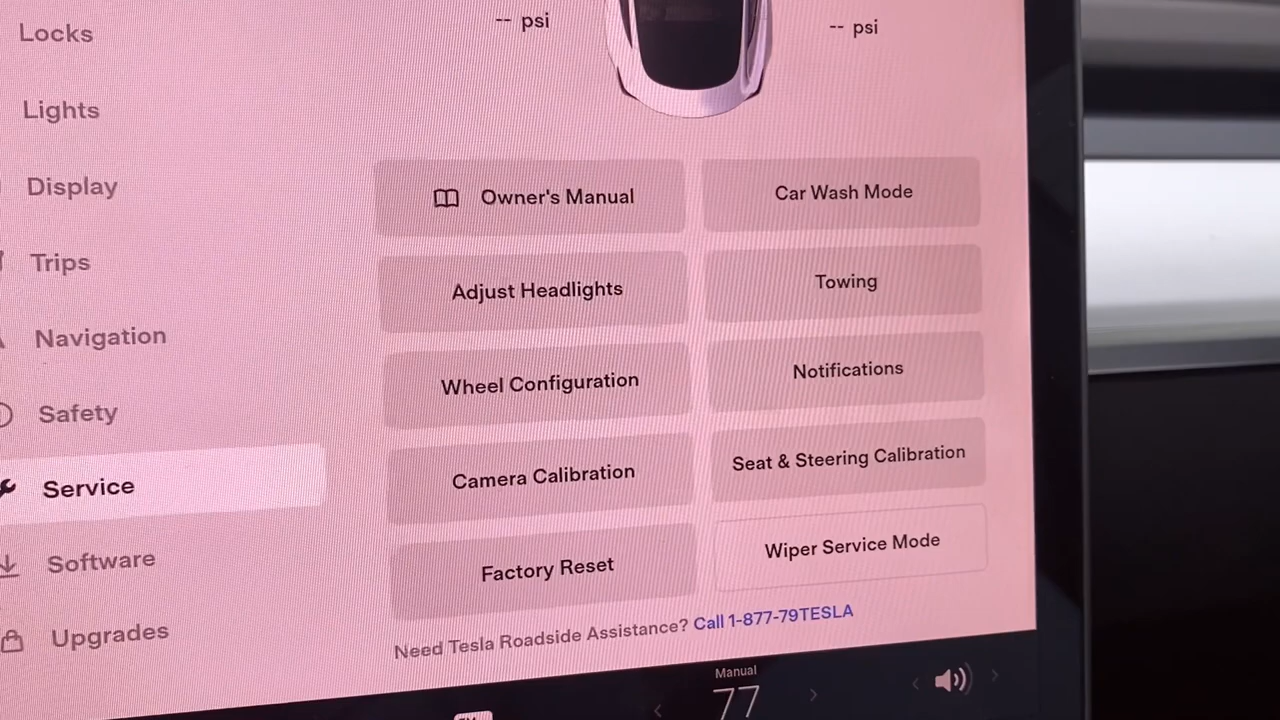 Locks
Lights
Display
Trips
Navigation
Safety
Service
Software
Upgrades
-- psi
-- psi
Owner's Manual
Car Wash Mode
Adjust Headlights
Towing
Wheel Configuration
Notifications
Camera Calibration
Seat & Steering Calibration
Factory Reset
Wiper Service Mode
Need Tesla Roadside Assistance? Call 1-877-79TESLA
Manual
77